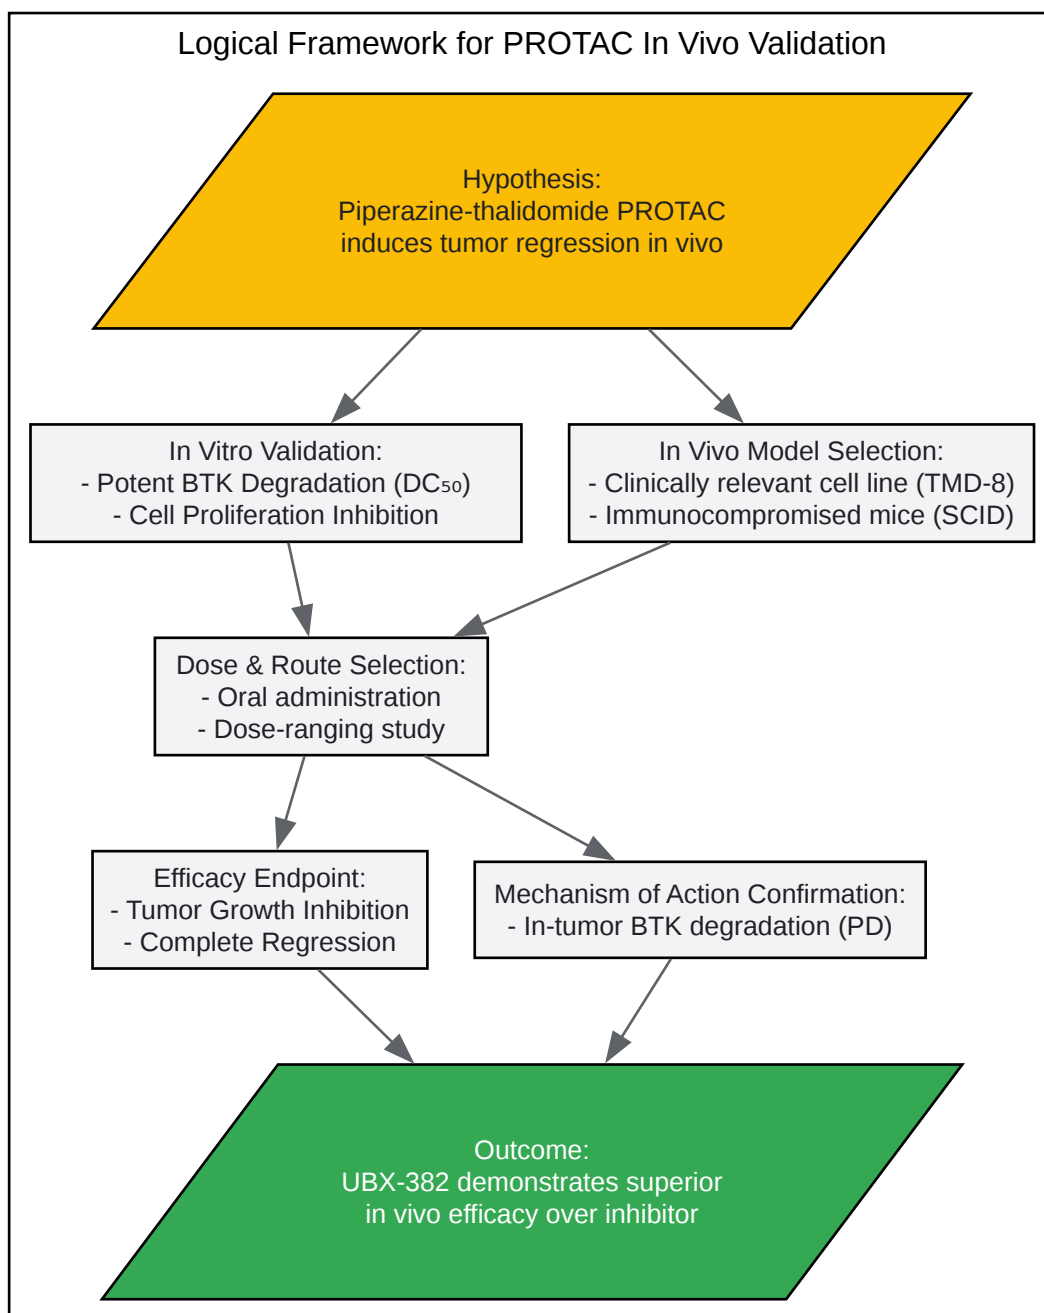 Logical Framework for PROTAC In Vivo Validation
Hypothesis:
Piperazine-thalidomide PROTAC
induces tumor regression in vivo
In Vitro Validation:
- Potent BTK Degradation (DC₅₀)
- Cell Proliferation Inhibition
In Vivo Model Selection:
- Clinically relevant cell line (TMD-8)
- Immunocompromised mice (SCID)
Dose & Route Selection:
- Oral administration
- Dose-ranging study
Efficacy Endpoint:
- Tumor Growth Inhibition
- Complete Regression
Mechanism of Action Confirmation:
- In-tumor BTK degradation (PD)
Outcome:
UBX-382 demonstrates superior
in vivo efficacy over inhibitor